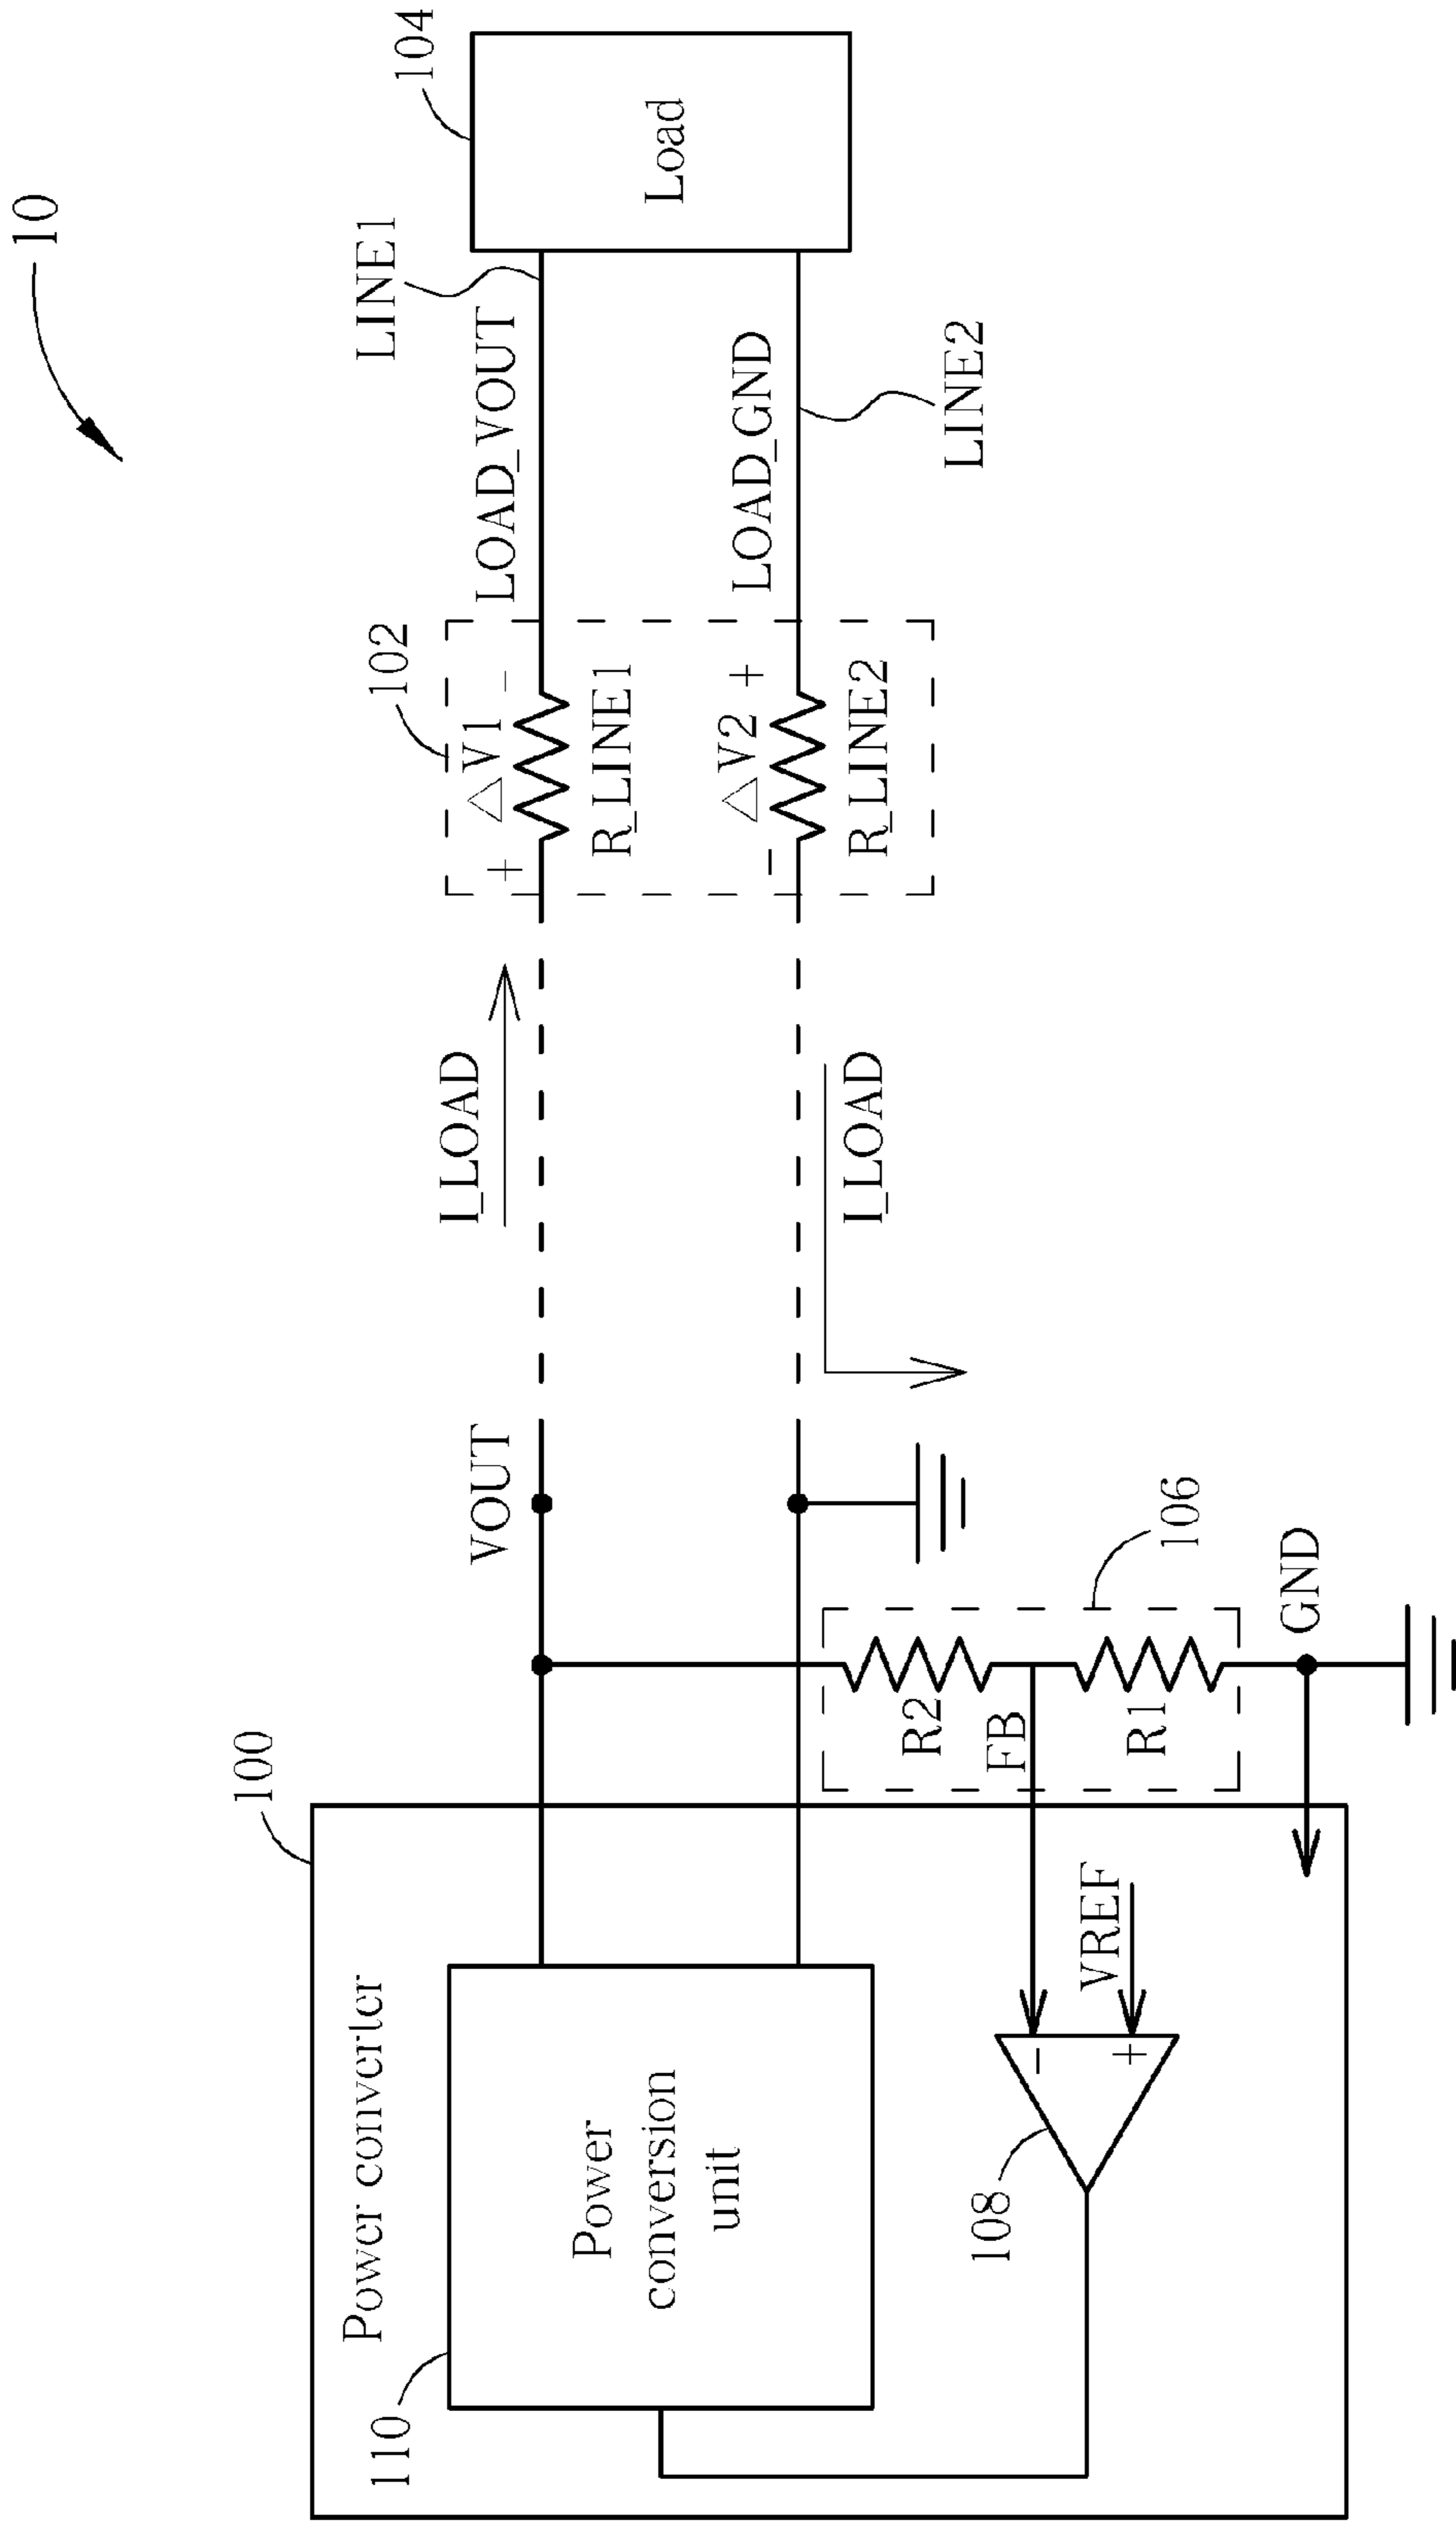 10
100
Power converter
110
Power
conversion
unit
108
VREF
-
+
FB
R2
R1
106
GND
VOUT
I_LOAD
I_LOAD
102
+ △V1 -
R_LINE1
- △V2 +
R_LINE2
LOAD_VOUT
LOAD_GND
LINE1
LINE2
104
Load